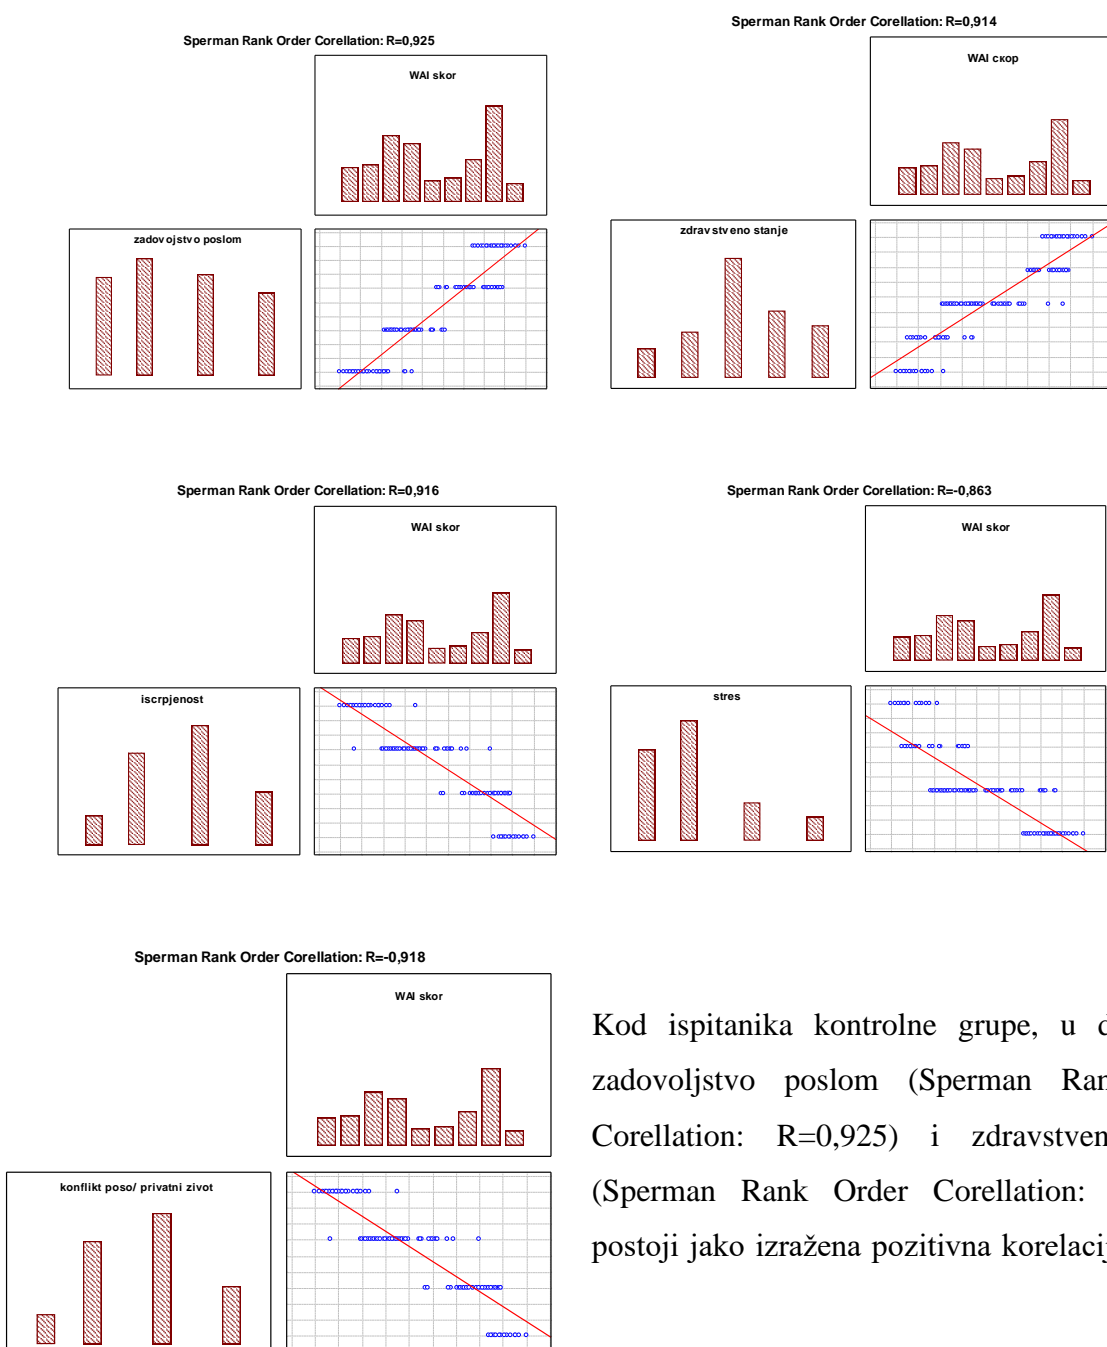 Sperman Rank Order Corellation: R=0,925
WAI skor
zadovojstvo poslom
Sperman Rank Order Corellation: R=0,914
WAI скор
zdravstveno stanje
Sperman Rank Order Corellation: R=0,916
WAI skor
iscrpjenost
Sperman Rank Order Corellation: R=-0,863
WAI skor
stres
Sperman Rank Order Corellation: R=-0,918
WAI skor
konflikt poso/ privatni zivot
Kod ispitanika kontrolne grupe, u
zadovoljstvo poslom (Sperman
Corellation: R=0,925) i
(Sperman Rank Order Corellation:
postoji jako izražena pozitivna